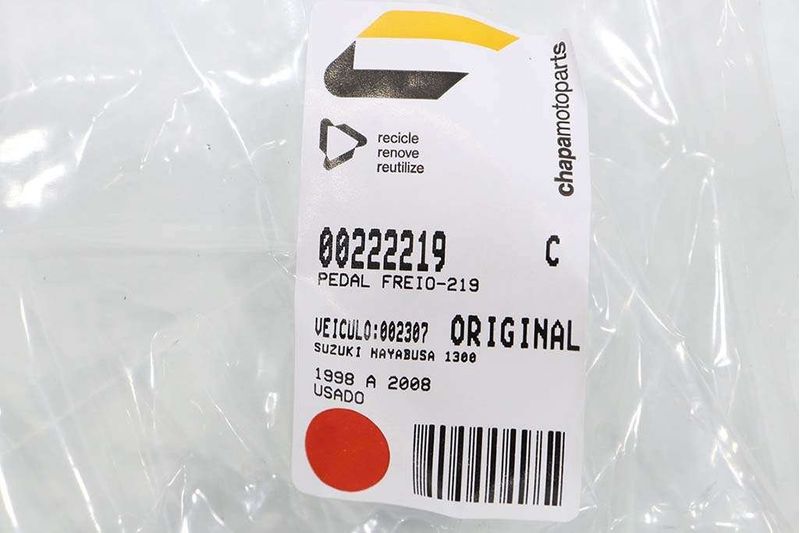 chapamotoparts
recicle
renove
reutilize
00222219 C
PEDAL FREIO-219
VEICULO:002307 ORIGINAL
SUZUKI HAYABUSA 1300
1998 A 2008
USADO